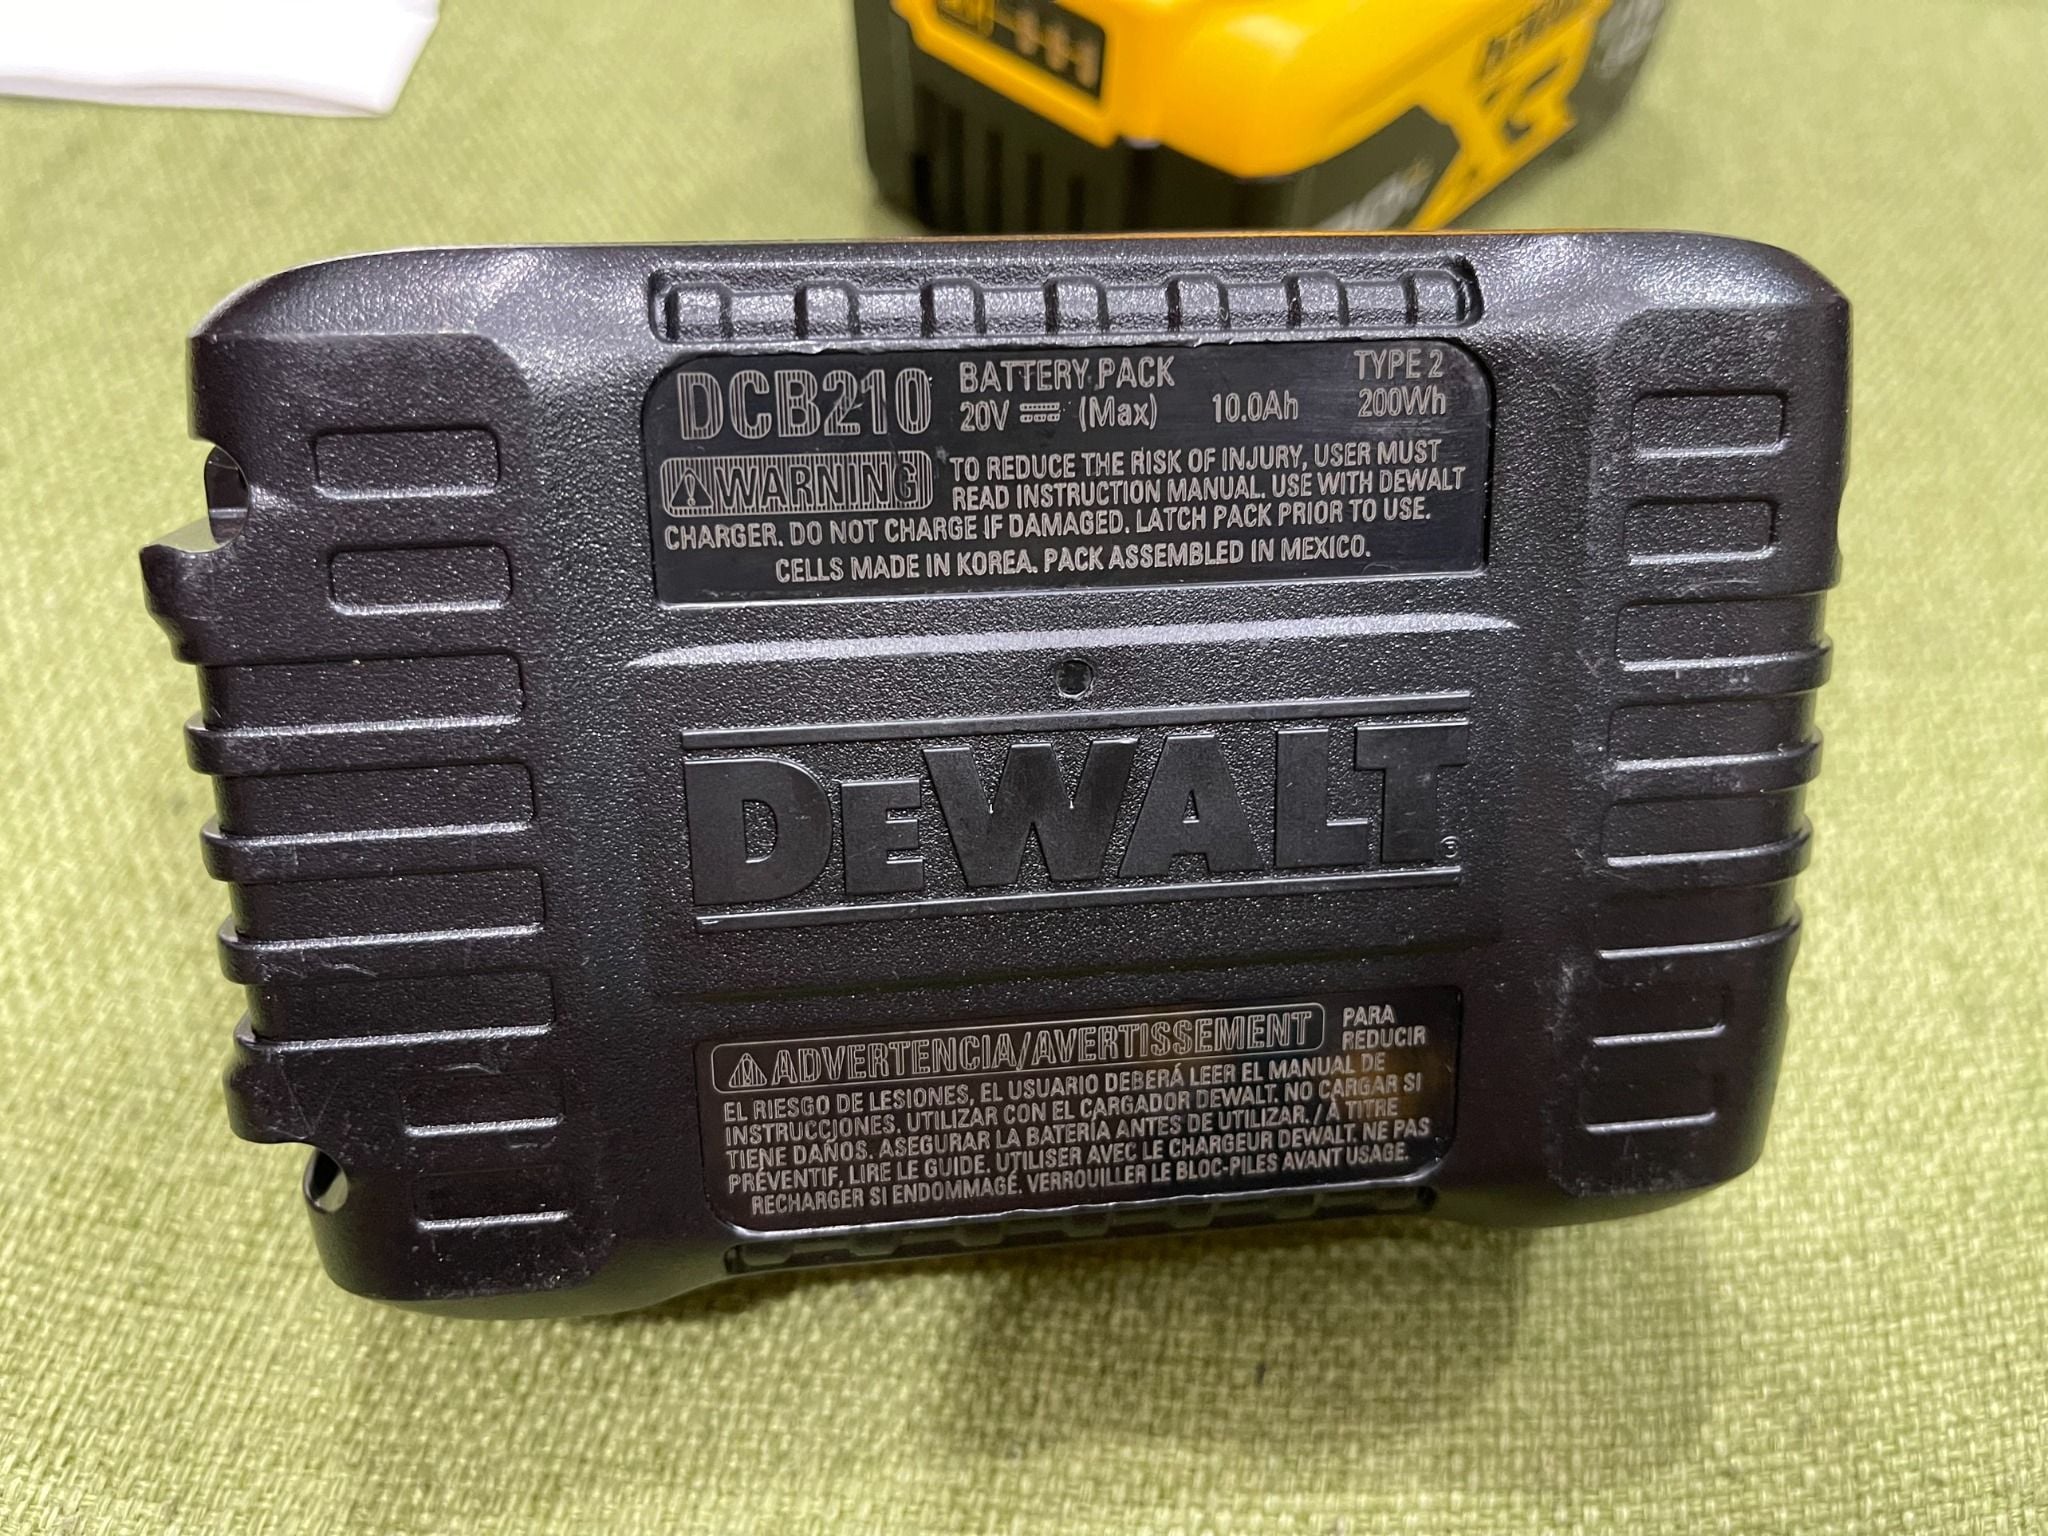 DCB210 BATTERY PACK TYPE 2
20V ⎓ (Max) 10.0Ah 200Wh
⚠ WARNING TO REDUCE THE RISK OF INJURY, USER MUST
READ INSTRUCTION MANUAL. USE WITH DEWALT
CHARGER. DO NOT CHARGE IF DAMAGED. LATCH PACK PRIOR TO USE.
CELLS MADE IN KOREA. PACK ASSEMBLED IN MEXICO.
DEWALT®
⚠ ADVERTENCIA/AVERTISSEMENT PARA
REDUCIR
EL RIESGO DE LESIONES, EL USUARIO DEBERÁ LEER EL MANUAL DE
INSTRUCCIONES. UTILIZAR CON EL CARGADOR DEWALT. NO CARGAR SI
TIENE DAÑOS. ASEGURAR LA BATERÍA ANTES DE UTILIZAR. / À TITRE
PRÉVENTIF, LIRE LE GUIDE. UTILISER AVEC LE CHARGEUR DEWALT. NE PAS
RECHARGER SI ENDOMMAGÉ. VERROUILLER LE BLOC-PILES AVANT USAGE.